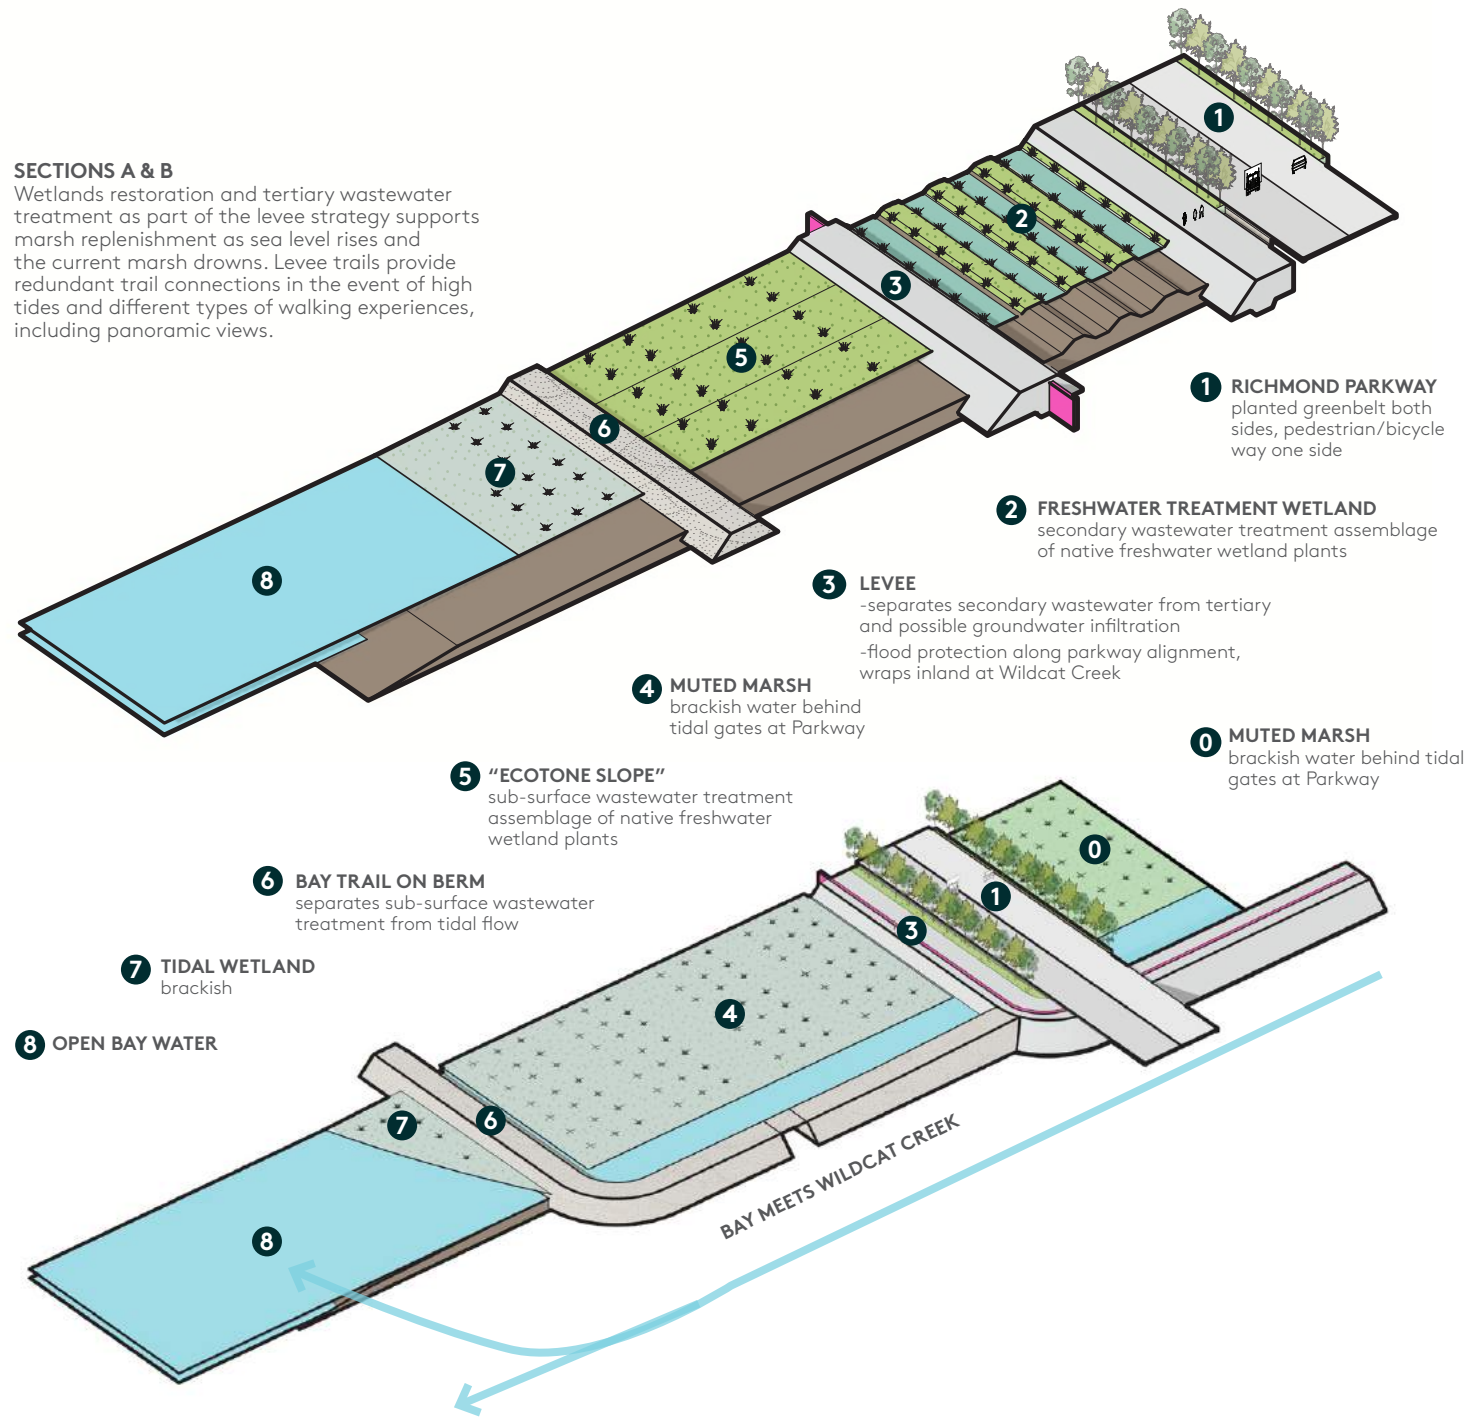 SECTIONS A & B
Wetlands restoration and tertiary wastewater
treatment as part of the levee strategy supports
marsh replenishment as sea level rises and
the current marsh drowns. Levee trails provide
redundant trail connections in the event of high
tides and different types of walking experiences,
including panoramic views.
1
2
3
5
6
7
8
1 RICHMOND PARKWAY
planted greenbelt both
sides, pedestrian/bicycle
way one side
2 FRESHWATER TREATMENT WETLAND
secondary wastewater treatment assemblage
of native freshwater wetland plants
3 LEVEE
-separates secondary wastewater from tertiary
and possible groundwater infiltration
-flood protection along parkway alignment,
wraps inland at Wildcat Creek
4 MUTED MARSH
brackish water behind
tidal gates at Parkway
0 MUTED MARSH
brackish water behind tidal
gates at Parkway
5 “ECOTONE SLOPE”
sub-surface wastewater treatment
assemblage of native freshwater
wetland plants
6 BAY TRAIL ON BERM
separates sub-surface wastewater
treatment from tidal flow
7 TIDAL WETLAND
brackish
8 OPEN BAY WATER
0
1
3
4
6
7
8
BAY MEETS WILDCAT CREEK